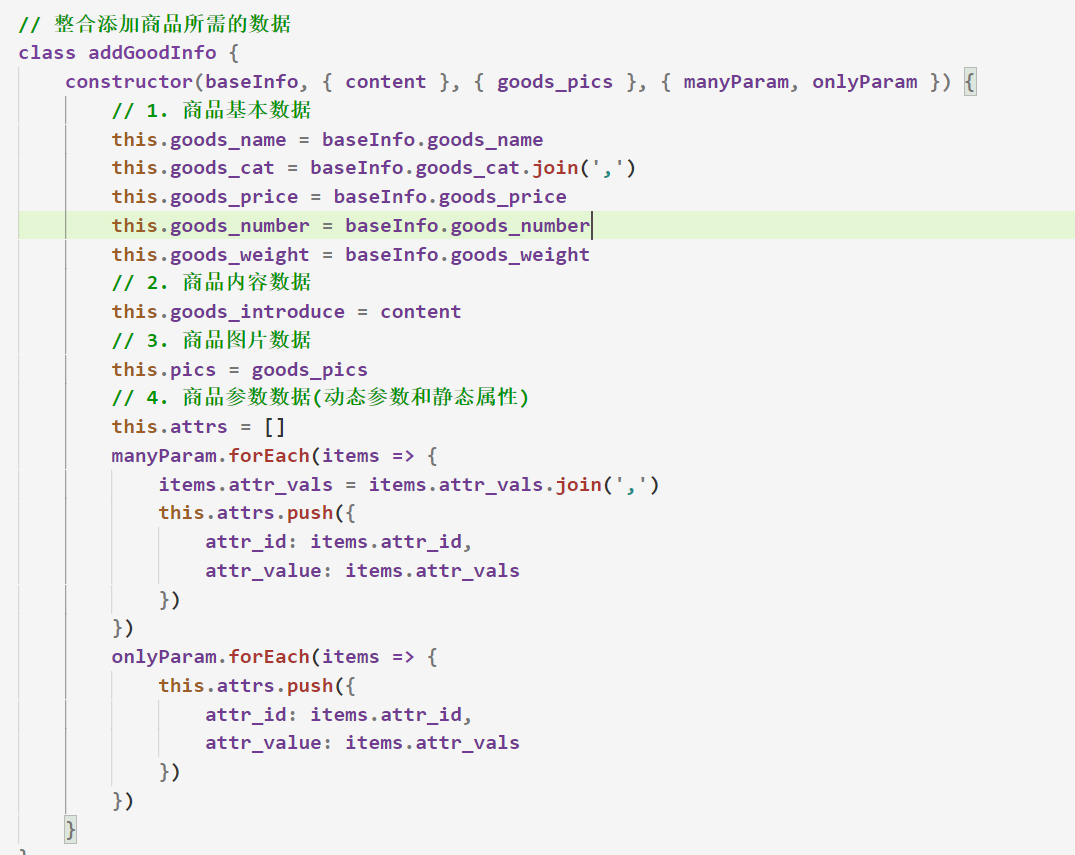 // 整合添加商品所需的数据
class addGoodInfo {
    constructor(baseInfo, { content }, { goods_pics }, { manyParam, onlyParam }) {
        // 1. 商品基本数据
        this.goods_name = baseInfo.goods_name
        this.goods_cat = baseInfo.goods_cat.join(',')
        this.goods_price = baseInfo.goods_price
        this.goods_number = baseInfo.goods_number
        this.goods_weight = baseInfo.goods_weight
        // 2. 商品内容数据
        this.goods_introduce = content
        // 3. 商品图片数据
        this.pics = goods_pics
        // 4. 商品参数数据(动态参数和静态属性)
        this.attrs = []
        manyParam.forEach(items => {
            items.attr_vals = items.attr_vals.join(',')
            this.attrs.push({
                attr_id: items.attr_id,
                attr_value: items.attr_vals
            })
        })
        onlyParam.forEach(items => {
            this.attrs.push({
                attr_id: items.attr_id,
                attr_value: items.attr_vals
            })
        })
    }
}